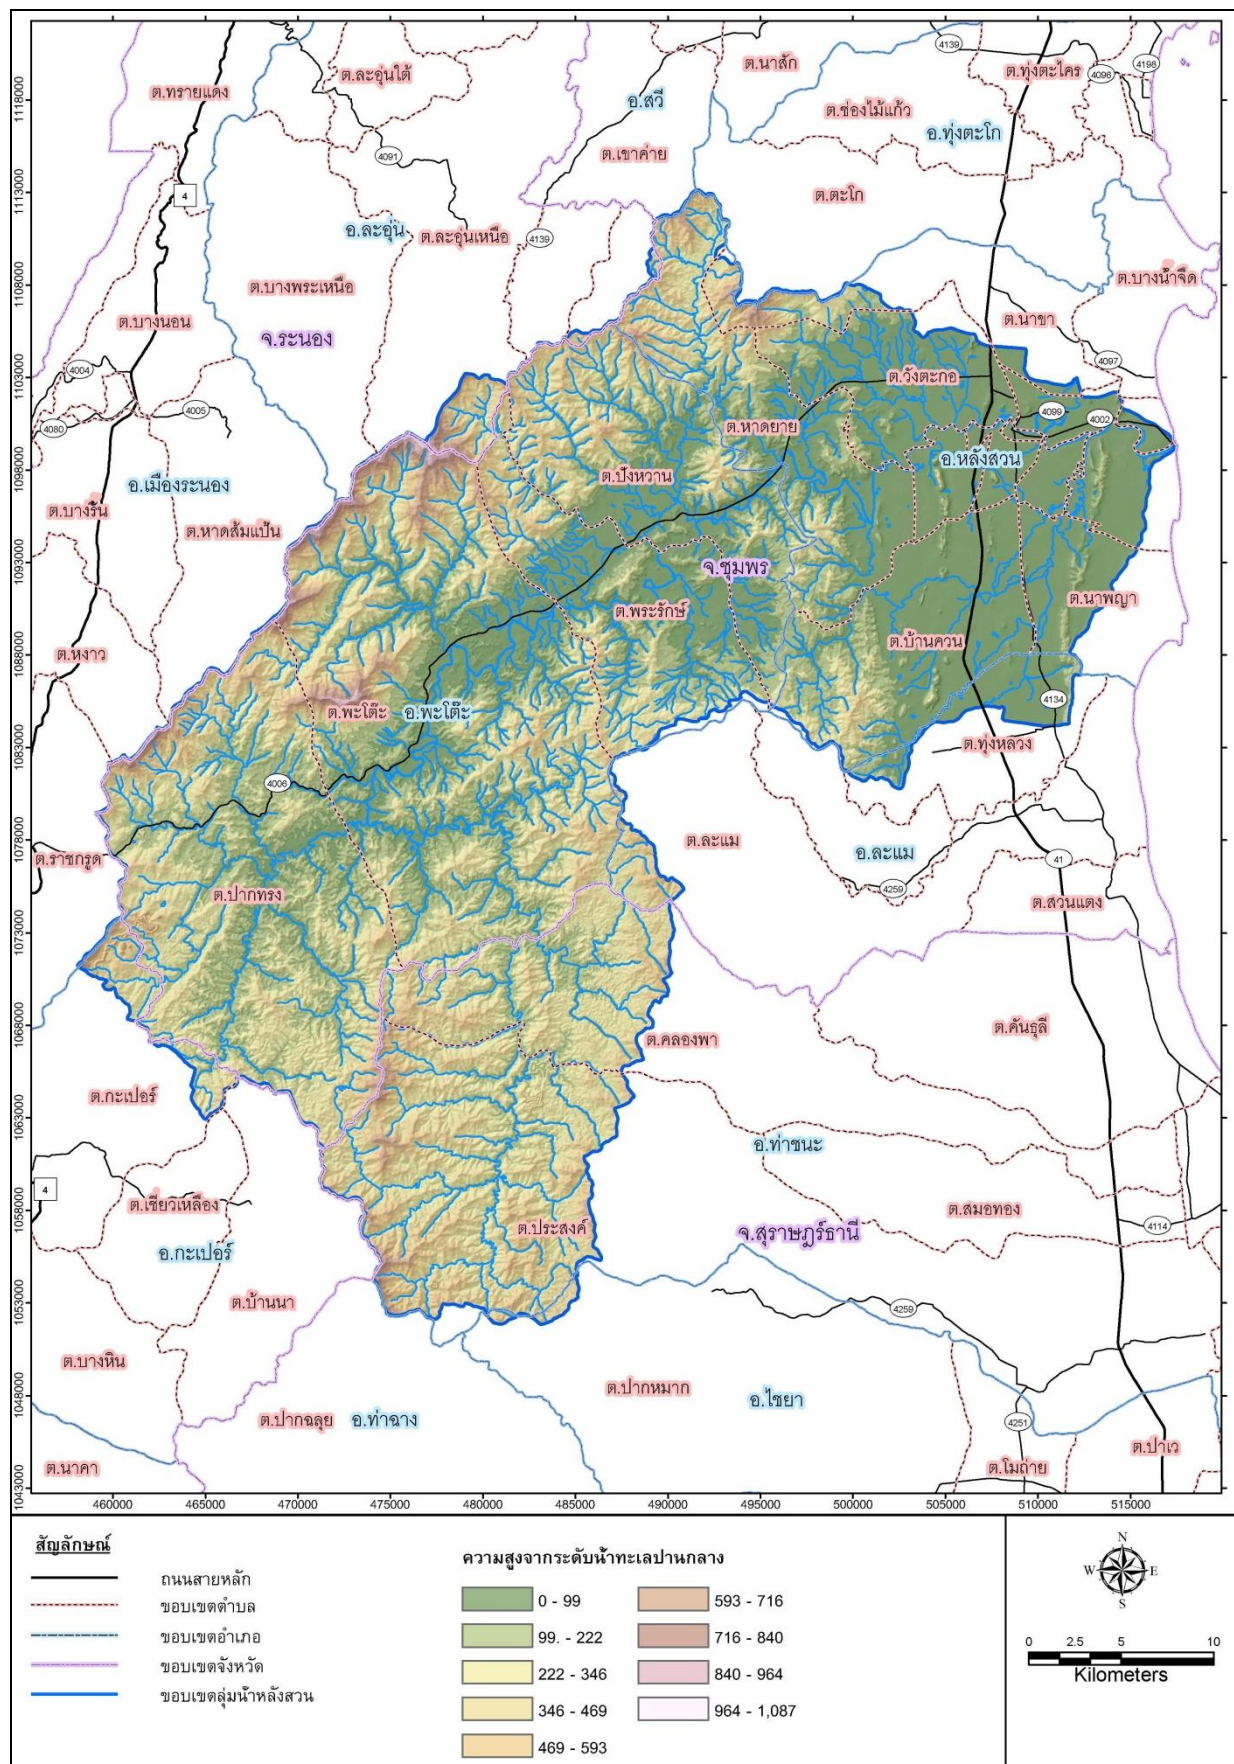 ต.ละอุ่นใต้
ต.นาสัก
4139
ต.ทุ่งตะไคร
4096
4198
ต.ทรายแดง
อ.สวี
ต.ช่องไม้แก้ว
อ.ทุ่งตะโก
4091
ต.เขาค่าย
4
ต.ตะโก
อ.ละอุ่น
ต.ละอุ่นเหนือ
4139
ต.บางพระเหนือ
ต.บางน้ำจืด
ต.บางนอน
ต.นาขา
จ.ระนอง
4097
4004
ต.วังตะกอ
4005
4099
4002
4080
ต.หาดยาย
อ.หลังสวน
ต.ปังหวาน
อ.เมืองระนอง
ต.บางริ้น
ต.หาดส้มแป้น
จ.ชุมพร
ต.นาพญา
ต.พระรักษ์
ต.บ้านควน
ต.หงาว
4134
ต.พะโต๊ะ
อ.พะโต๊ะ
ต.ทุ่งหลวง
4006
ต.ละแม
อ.ละแม
ต.ราชกรูด
41
4259
ต.ปากทรง
ต.สวนแตง
ต.คันธุลี
ต.คลองพา
ต.กะเปอร์
อ.ท่าชนะ
4
ต.เชี่ยวเหลือง
ต.สมอทอง
ต.ประสงค์
จ.สุราษฎร์ธานี
4114
อ.กะเปอร์
ต.บ้านนา
4259
ต.บางหิน
ต.ปากหมาก
อ.ไชยา
ต.ปากฉลุย
อ.ท่าฉาง
4251
ต.ปาเว
ต.นาคา
ต.โมถ่าย
1118000
1113000
1108000
1103000
1098000
1093000
1088000
1083000
1078000
1073000
1068000
1063000
1058000
1053000
1048000
1043000
460000 465000 470000 475000 480000 485000 490000 495000 500000 505000 510000 515000
สัญลักษณ์
ถนนสายหลัก
ขอบเขตตำบล
ขอบเขตอำเภอ
ขอบเขตจังหวัด
ขอบเขตลุ่มน้ำหลังสวน
ความสูงจากระดับน้ำทะเลปานกลาง
0 - 99
99. - 222
222 - 346
346 - 469
469 - 593
593 - 716
716 - 840
840 - 964
964 - 1,087
N
W E
S
0 2.5 5 10
Kilometers